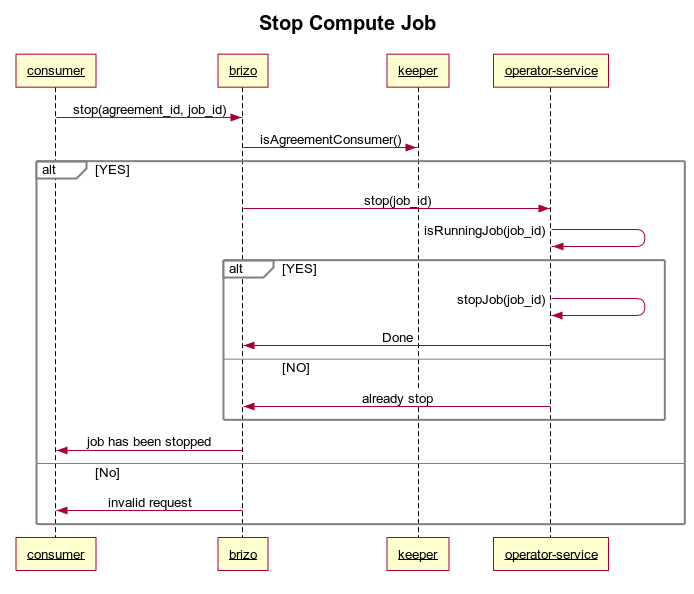 Stop Compute Job
consumer brizo keeper operator-service
stop(agreement_id, job_id)
isAgreementConsumer()
alt [YES]
stop(job_id)
isRunningJob(job_id)
alt [YES]
stopJob(job_id)
Done
[NO]
already stop
job has been stopped
[No]
invalid request
consumer brizo keeper operator-service